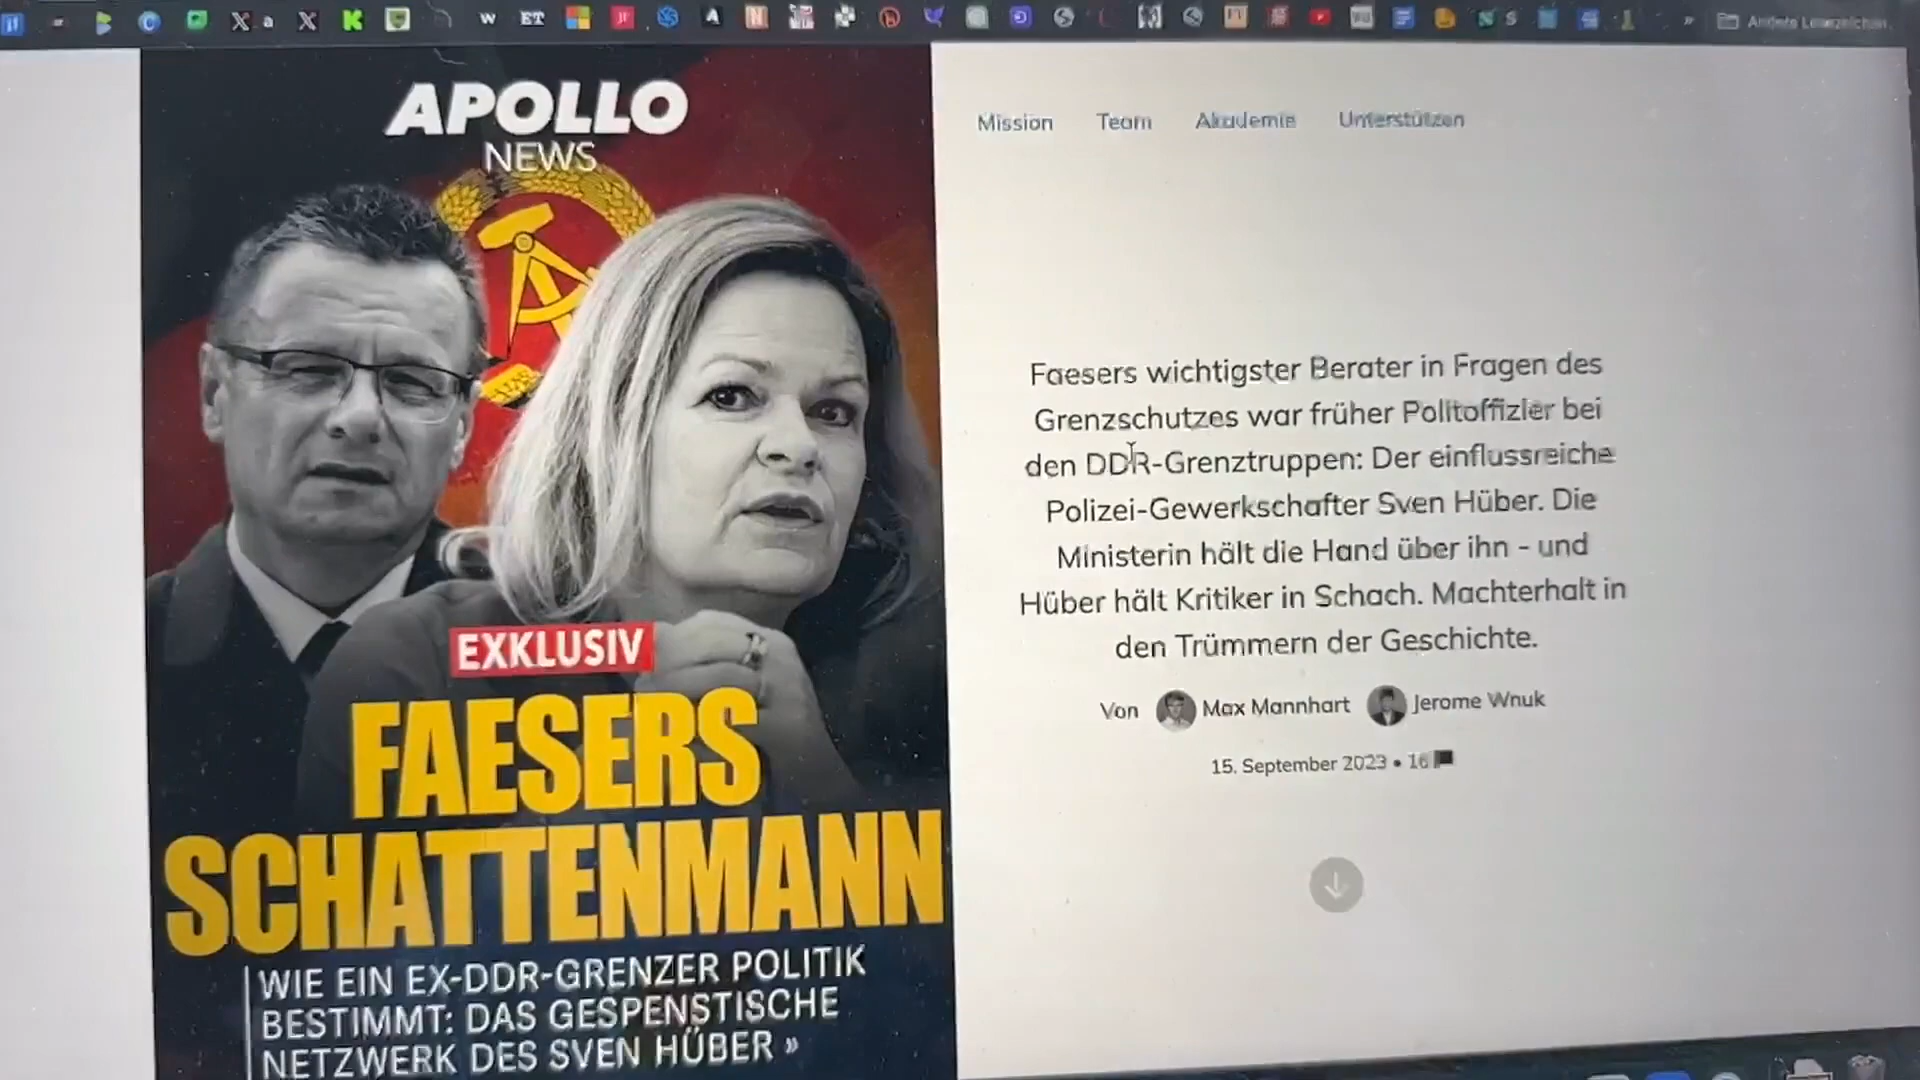 Andere Lesezeichen
APOLLO
NEWS
EXKLUSIV
FAESERS
SCHATTENMANN
WIE EIN EX-DDR-GRENZER POLITIK
BESTIMMT: DAS GESPENSTISCHE
NETZWERK DES SVEN HÜBER »
Mission Team Akademie Unterstützen
Faesers wichtigster Berater in Fragen des
Grenzschutzes war früher Politoffizier bei
den DDR-Grenztruppen: Der einflussreiche
Polizei-Gewerkschafter Sven Hüber. Die
Ministerin hält die Hand über ihn - und
Hüber hält Kritiker in Schach. Machterhalt in
den Trümmern der Geschichte.
Von Max Mannhart Jerome Wnuk
15. September 2023 • 16